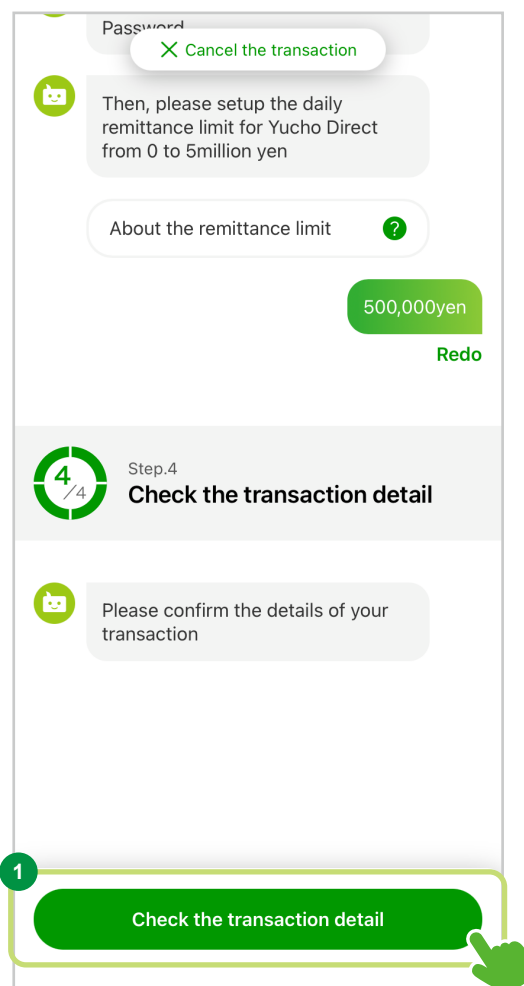 Password
Cancel the transaction
Then, please setup the daily
remittance limit for Yucho Direct
from 0 to 5million yen
About the remittance limit ?
500,000yen
Redo
4/4
Step.4
Check the transaction detail
Please confirm the details of your
transaction
1
Check the transaction detail